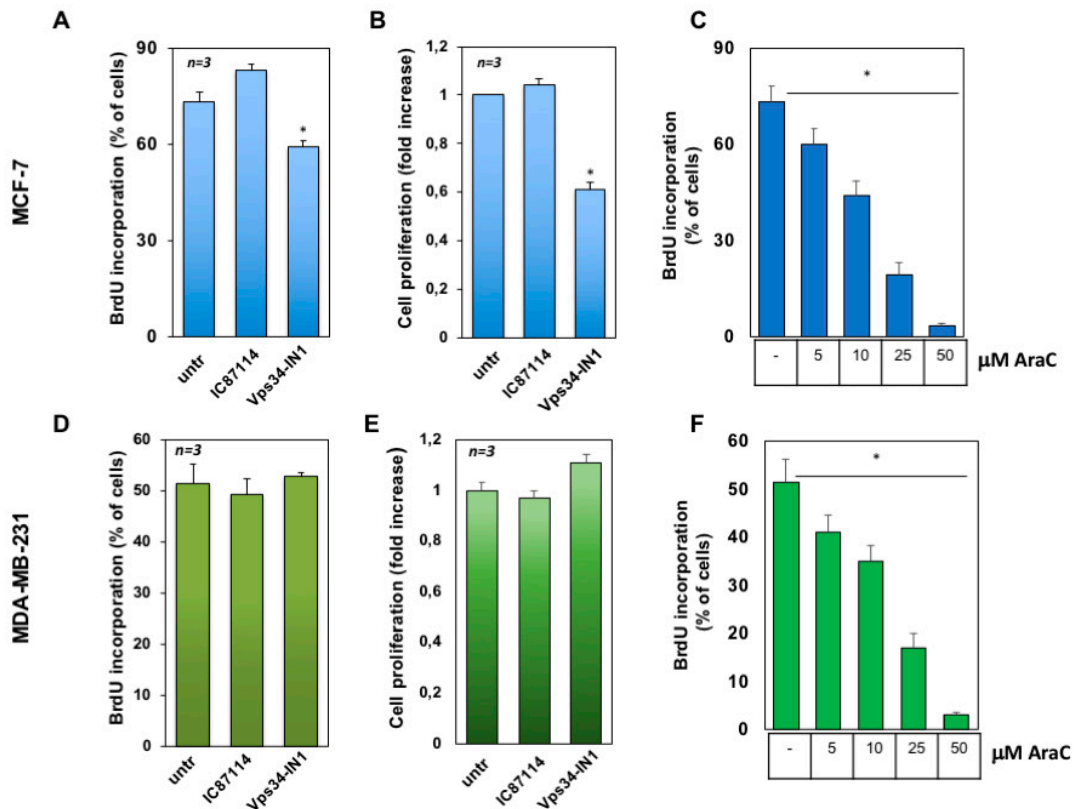 A
BrdU incorporation (% of cells)
90
60
30
0
n=3
*
untr
IC87114
Vps34-IN1
B
Cell proliferation (fold increase)
1,2
1
0,8
0,6
0,4
0,2
0
n=3
*
untr
IC87114
Vps34-IN1
C
BrdU incorporation
(% of cells)
90
60
30
0
*
- 5 10 25 50 μM AraC
MCF-7
D
BrdU incorporation (% of cells)
60
50
40
30
20
10
0
n=3
untr
IC87114
Vps34-IN1
E
Cell proliferation (fold increase)
1,2
1
0,8
0,6
0,4
0,2
0
n=3
untr
IC87114
Vps34-IN1
F
BrdU incorporation
(% of cells)
60
50
40
30
20
10
0
*
- 5 10 25 50 μM AraC
MDA-MB-231